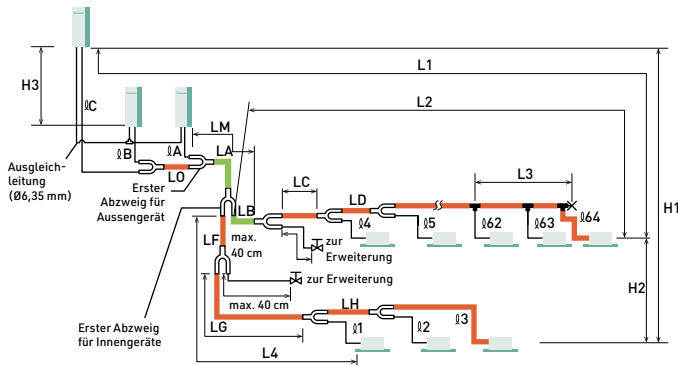 L1
H3
ℓC
L2
LM
ℓB
ℓA
LA
Ausgleich-
leitung
(Ø6,35 mm)
LO
Erster
Abzweig für
Aussengerät
LC
L3
LB
LD
H1
ℓ4
ℓ5
ℓ62
ℓ63
ℓ64
LF
max.
40 cm
zur
Erweiterung
H2
zur Erweiterung
max. 40 cm
Erster Abzweig
für Innengeräte
LG
LH
ℓ1
ℓ2
ℓ3
L4